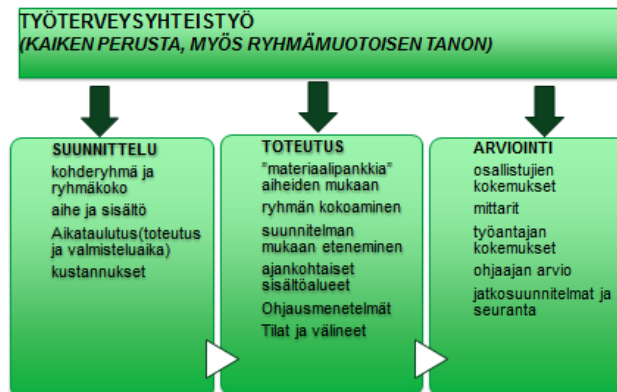 TYÖTERVEYSYHTEISTYÖ
(KAIKEN PERUSTA, MYÖS RYHMÄMUOTOISEN TANON)
SUUNNITTELU
kohderyhmä ja
ryhmäkoko
aihe ja sisältö
Aikataulutus(toteutus
ja valmisteluaika)
kustannukset
TOTEUTUS
"materiaalipankkia"
aiheiden mukaan
ryhmän kokoaminen
suunnitelman
mukaan eteneminen
ajankohtaiset
sisältöalueet
Ohjausmenetelmät
Tilat ja välineet
ARVIOINTI
osallistujien
kokemukset
mittarit
työantajan
kokemukset
ohjaajan arvio
jatkosuunnitelmat ja
seuranta